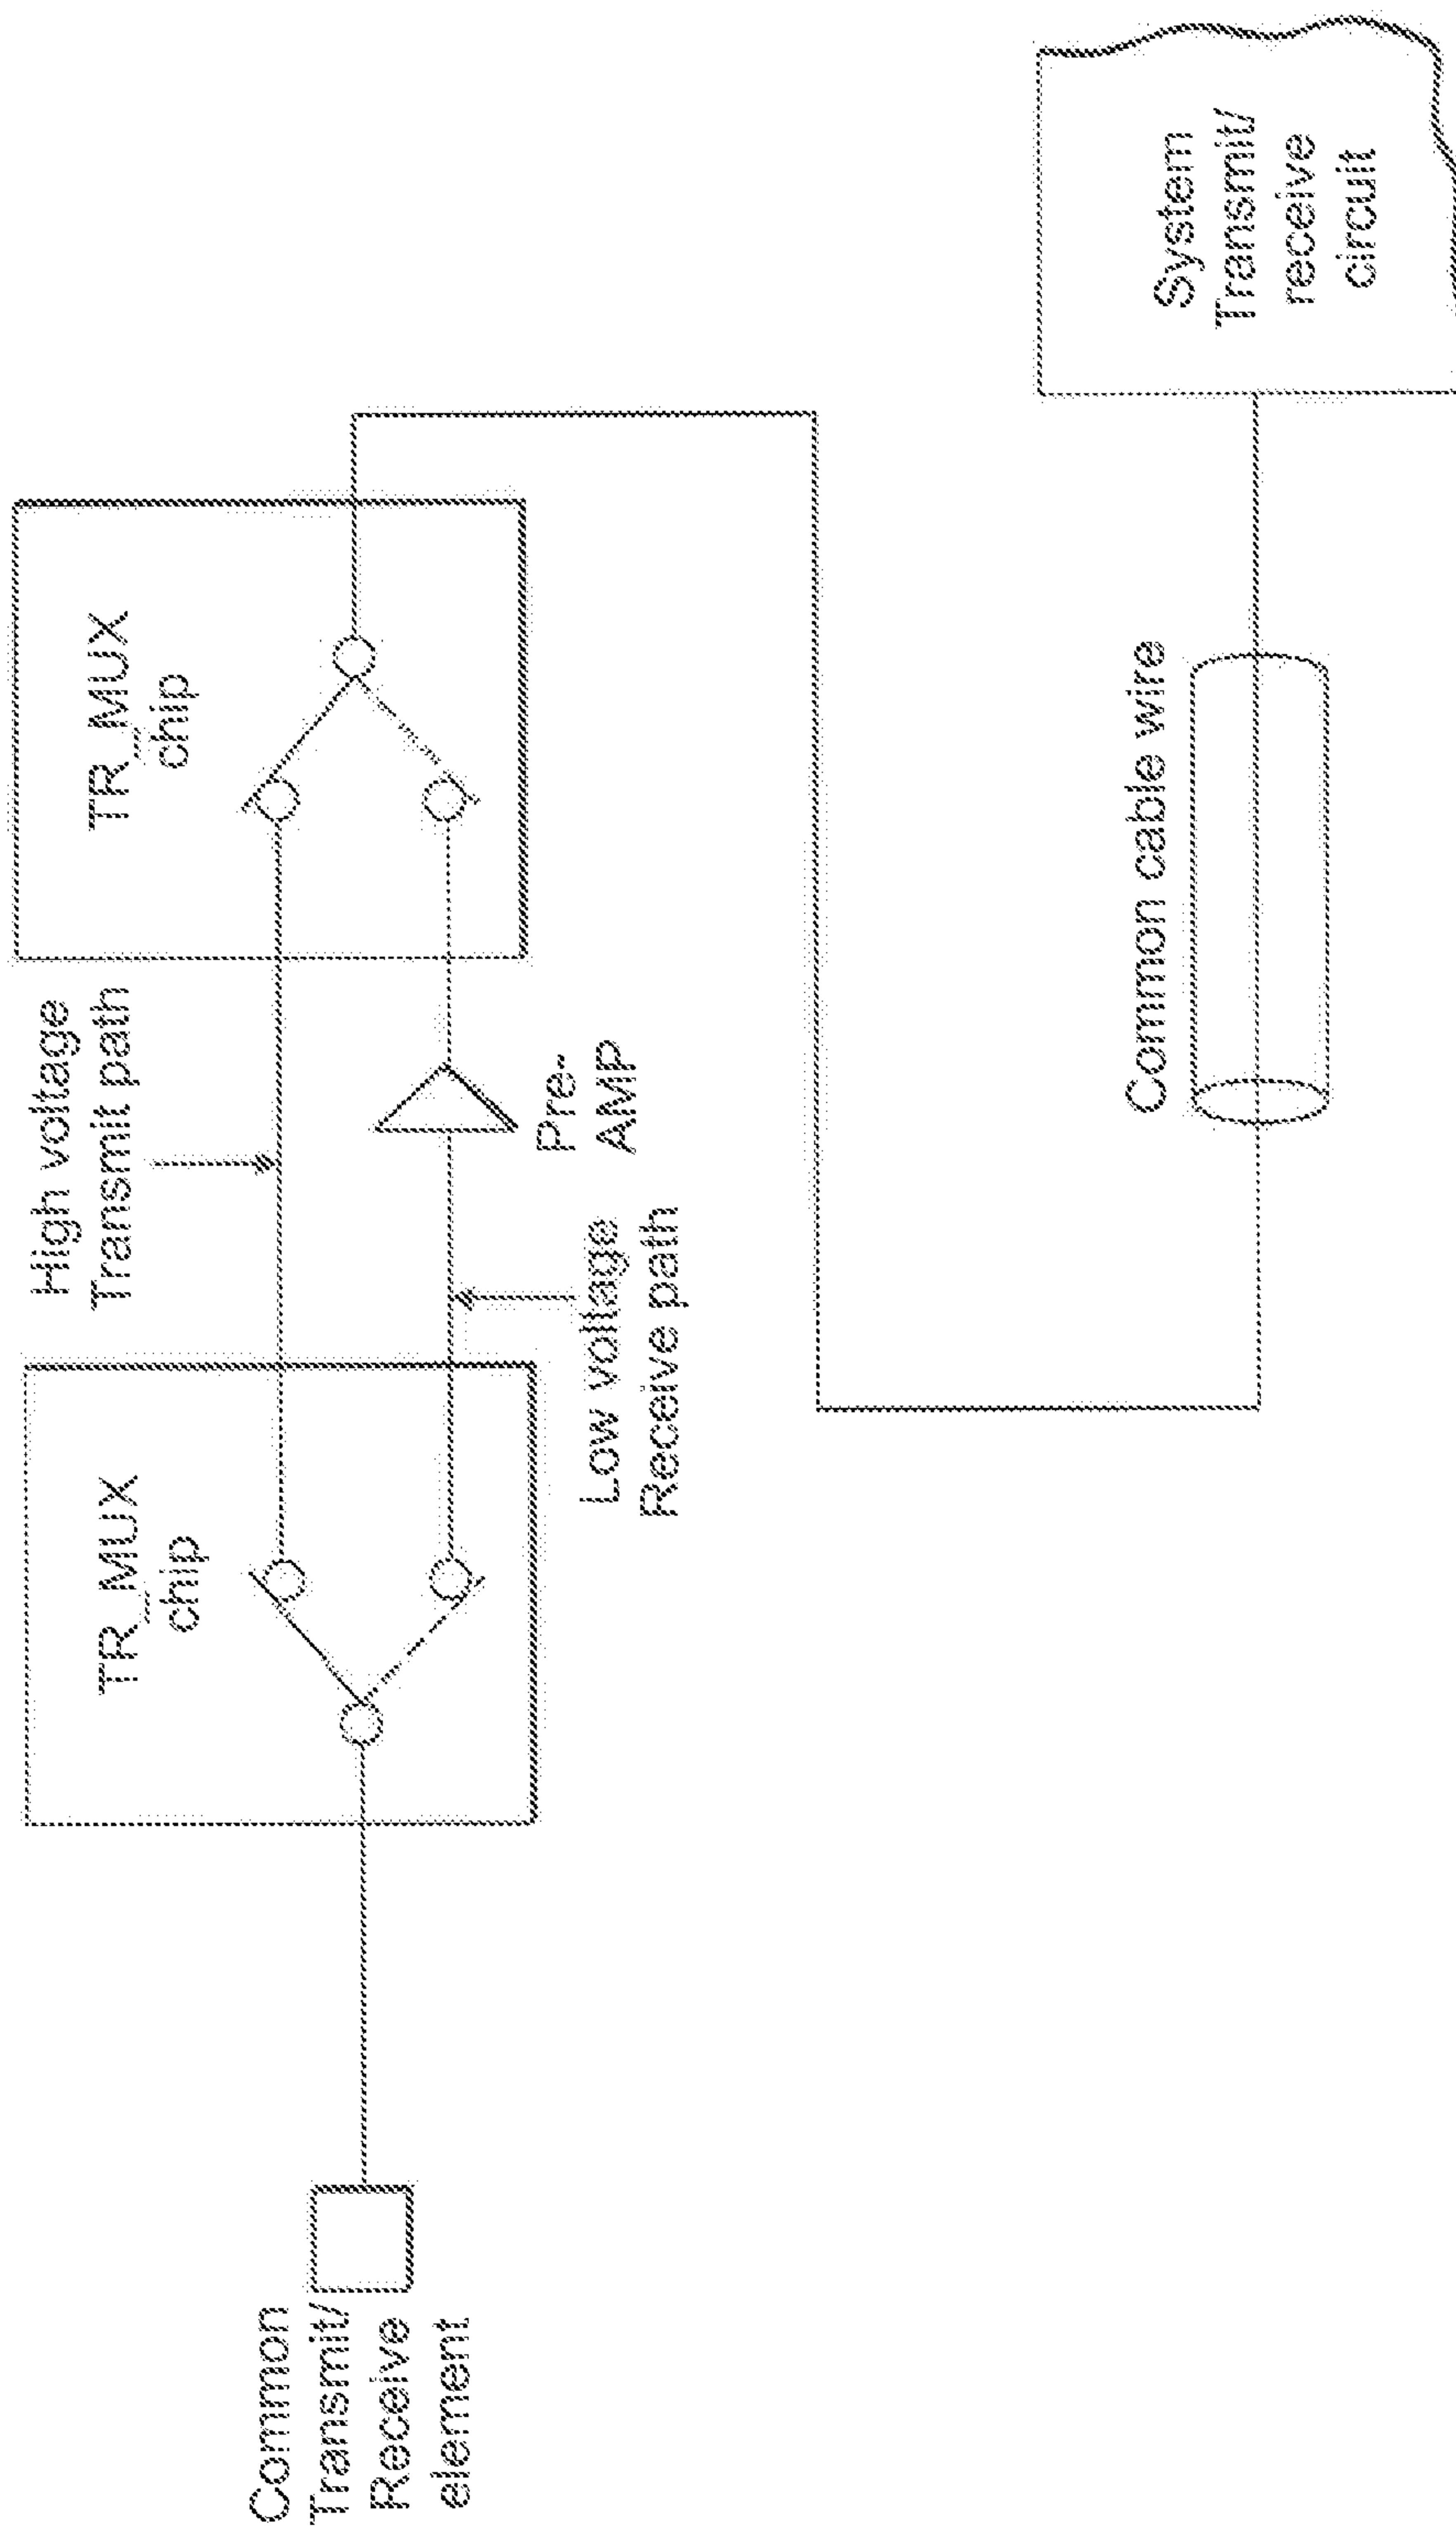 Common
Transmit/
Receive
element
TR_MUX
chip
High voltage
Transmit path
Low voltage
Receive path
Pre-
AMP
TR_MUX
chip
Common cable wire
System
Transmit/
receive
circuit